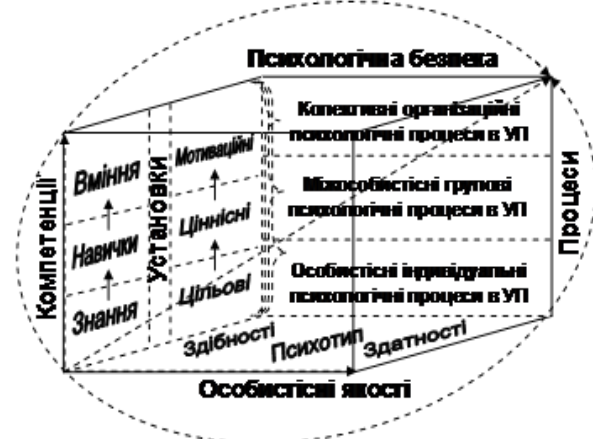 Психологічна безпека
Колективні організаційні
психологічні процеси в УП
Міжособистісні групові
психологічні процеси в УП
Особистісні індивідуальні
психологічні процеси в УП
Процеси
Компетенції
Вміння
Навички
Знання
Установки
Мотиваційні
Ціннісні
Цільові
Здібності
Психотип
Здатності
Особистісні якості